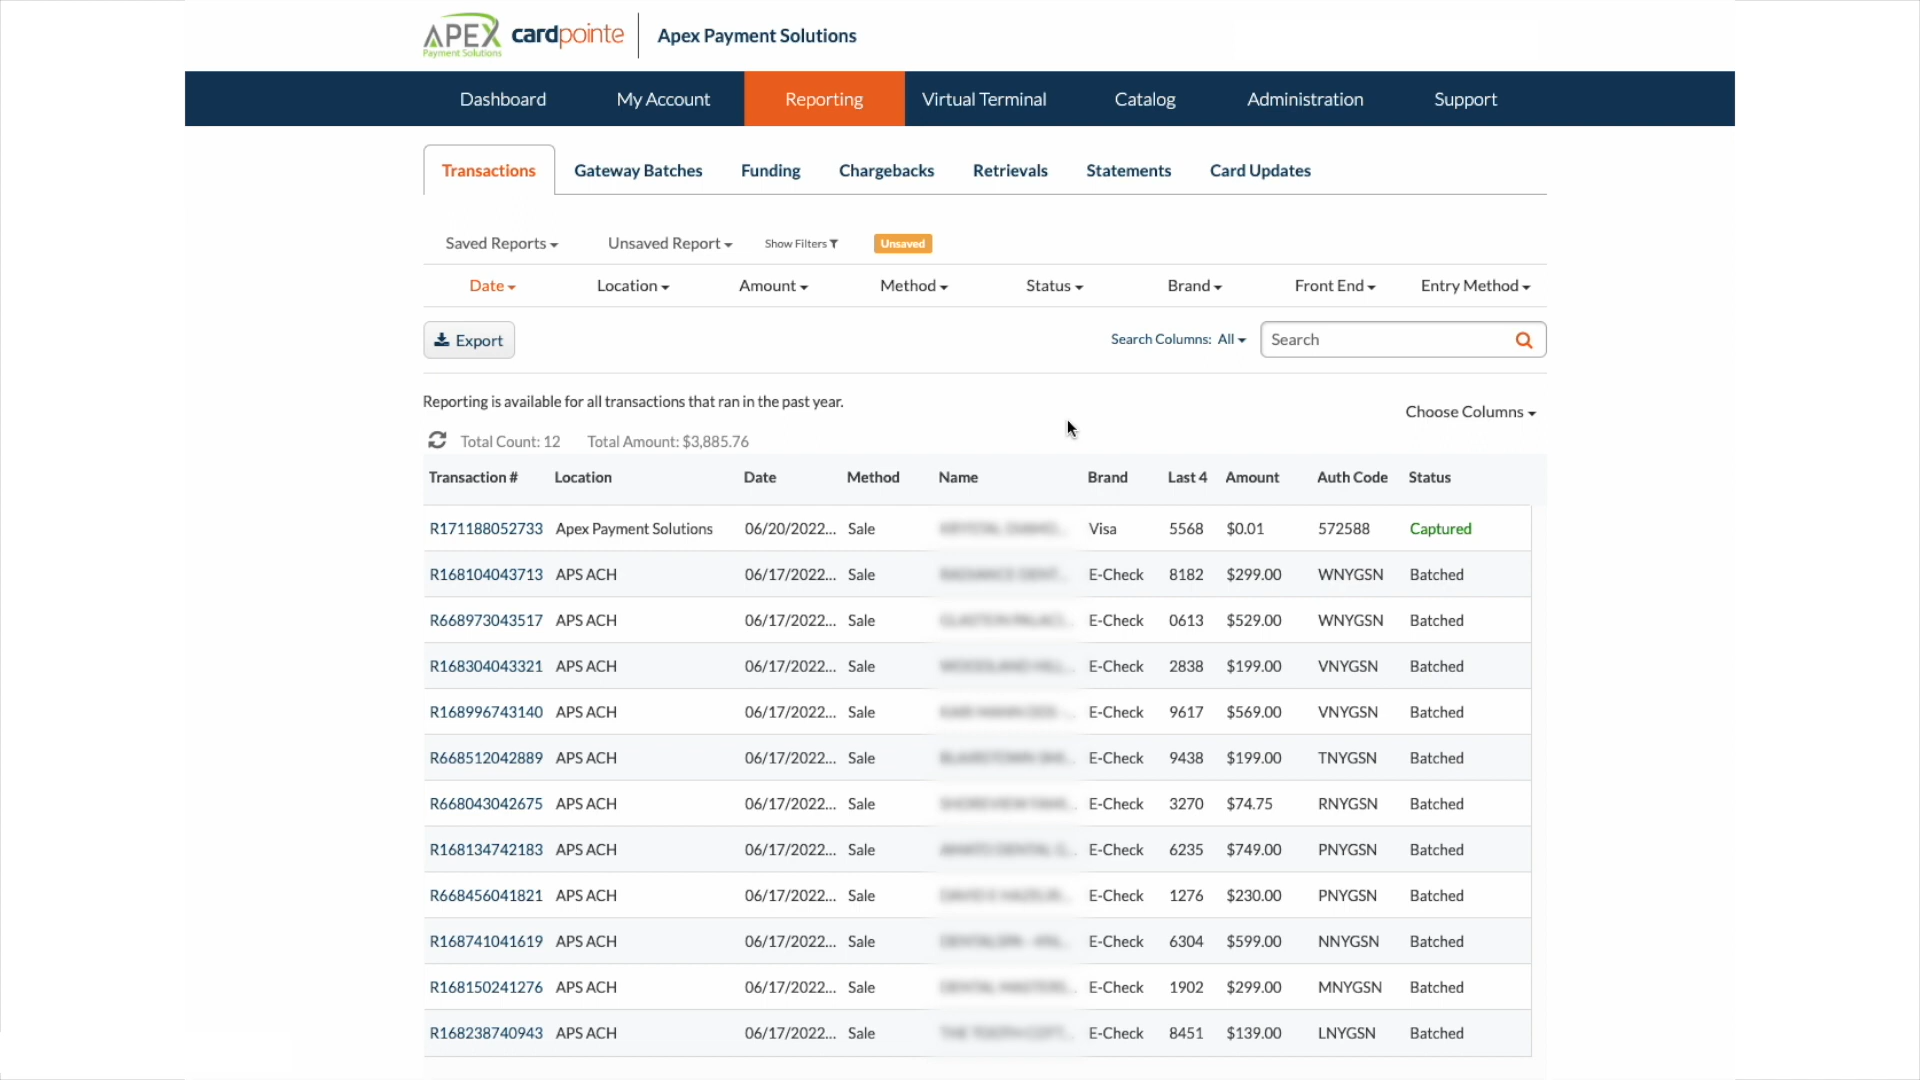 APEX
Payment Solutions
cardpointe
Apex Payment Solutions
Dashboard My Account Reporting Virtual Terminal Catalog Administration Support
Transactions Gateway Batches Funding Chargebacks Retrievals Statements Card Updates
Saved Reports Unsaved Report Show Filters Unsaved
Date Location Amount Method Status Brand Front End Entry Method
Export Search Columns: All Search
Reporting is available for all transactions that ran in the past year.
Choose Columns
Total Count: 12 Total Amount: $3,885.76
Transaction # Location Date Method Name Brand Last 4 Amount Auth Code Status
R171188052733 Apex Payment Solutions 06/20/2022... Sale Visa 5568 $0.01 572588 Captured
R168104043713 APS ACH 06/17/2022... Sale E-Check 8182 $299.00 WNYGSN Batched
R668973043517 APS ACH 06/17/2022... Sale E-Check 0613 $529.00 WNYGSN Batched
R168304043321 APS ACH 06/17/2022... Sale E-Check 2838 $199.00 VNYGSN Batched
R168996743140 APS ACH 06/17/2022... Sale E-Check 9617 $569.00 VNYGSN Batched
R668512042889 APS ACH 06/17/2022... Sale E-Check 9438 $199.00 TNYGSN Batched
R668043042675 APS ACH 06/17/2022... Sale E-Check 3270 $74.75 RNYGSN Batched
R168134742183 APS ACH 06/17/2022... Sale E-Check 6235 $749.00 PNYGSN Batched
R668456041821 APS ACH 06/17/2022... Sale E-Check 1276 $230.00 PNYGSN Batched
R168741041619 APS ACH 06/17/2022... Sale E-Check 6304 $599.00 NNYGSN Batched
R168150241276 APS ACH 06/17/2022... Sale E-Check 1902 $299.00 MNYGSN Batched
R168238740943 APS ACH 06/17/2022... Sale E-Check 8451 $139.00 LNYGSN Batched